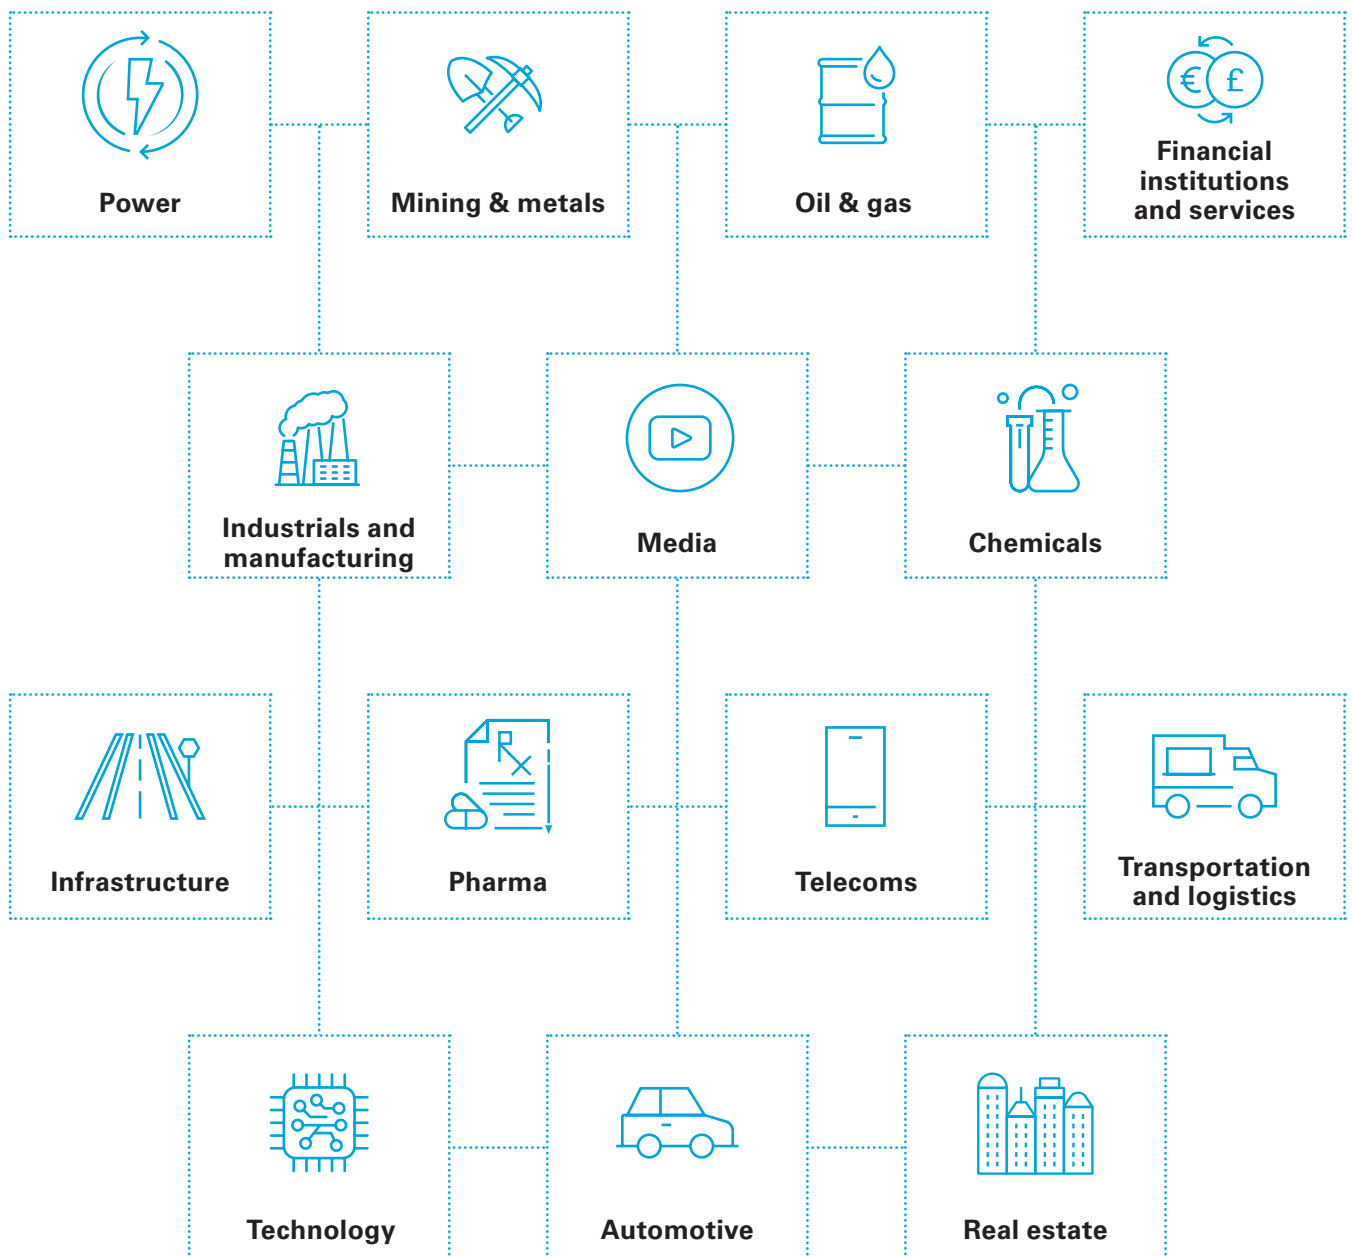 € £
Power
Mining & metals
Oil & gas
Financial
institutions
and services
Industrials and
manufacturing
Media
Chemicals
Infrastructure
Pharma
Telecoms
Transportation
and logistics
Technology
Automotive
Real estate